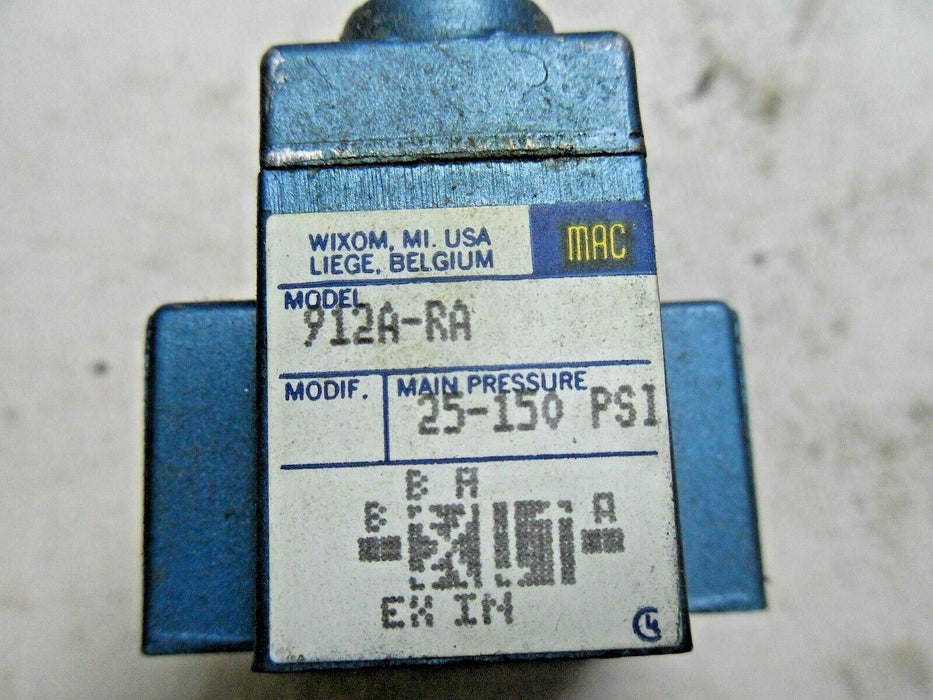 WIXOM, MI. USA
LIEGE, BELGIUM
MAC
MODEL
912A-RA
MODIF.
MAIN PRESSURE
25-150 PSI
B A
B A
EX IN